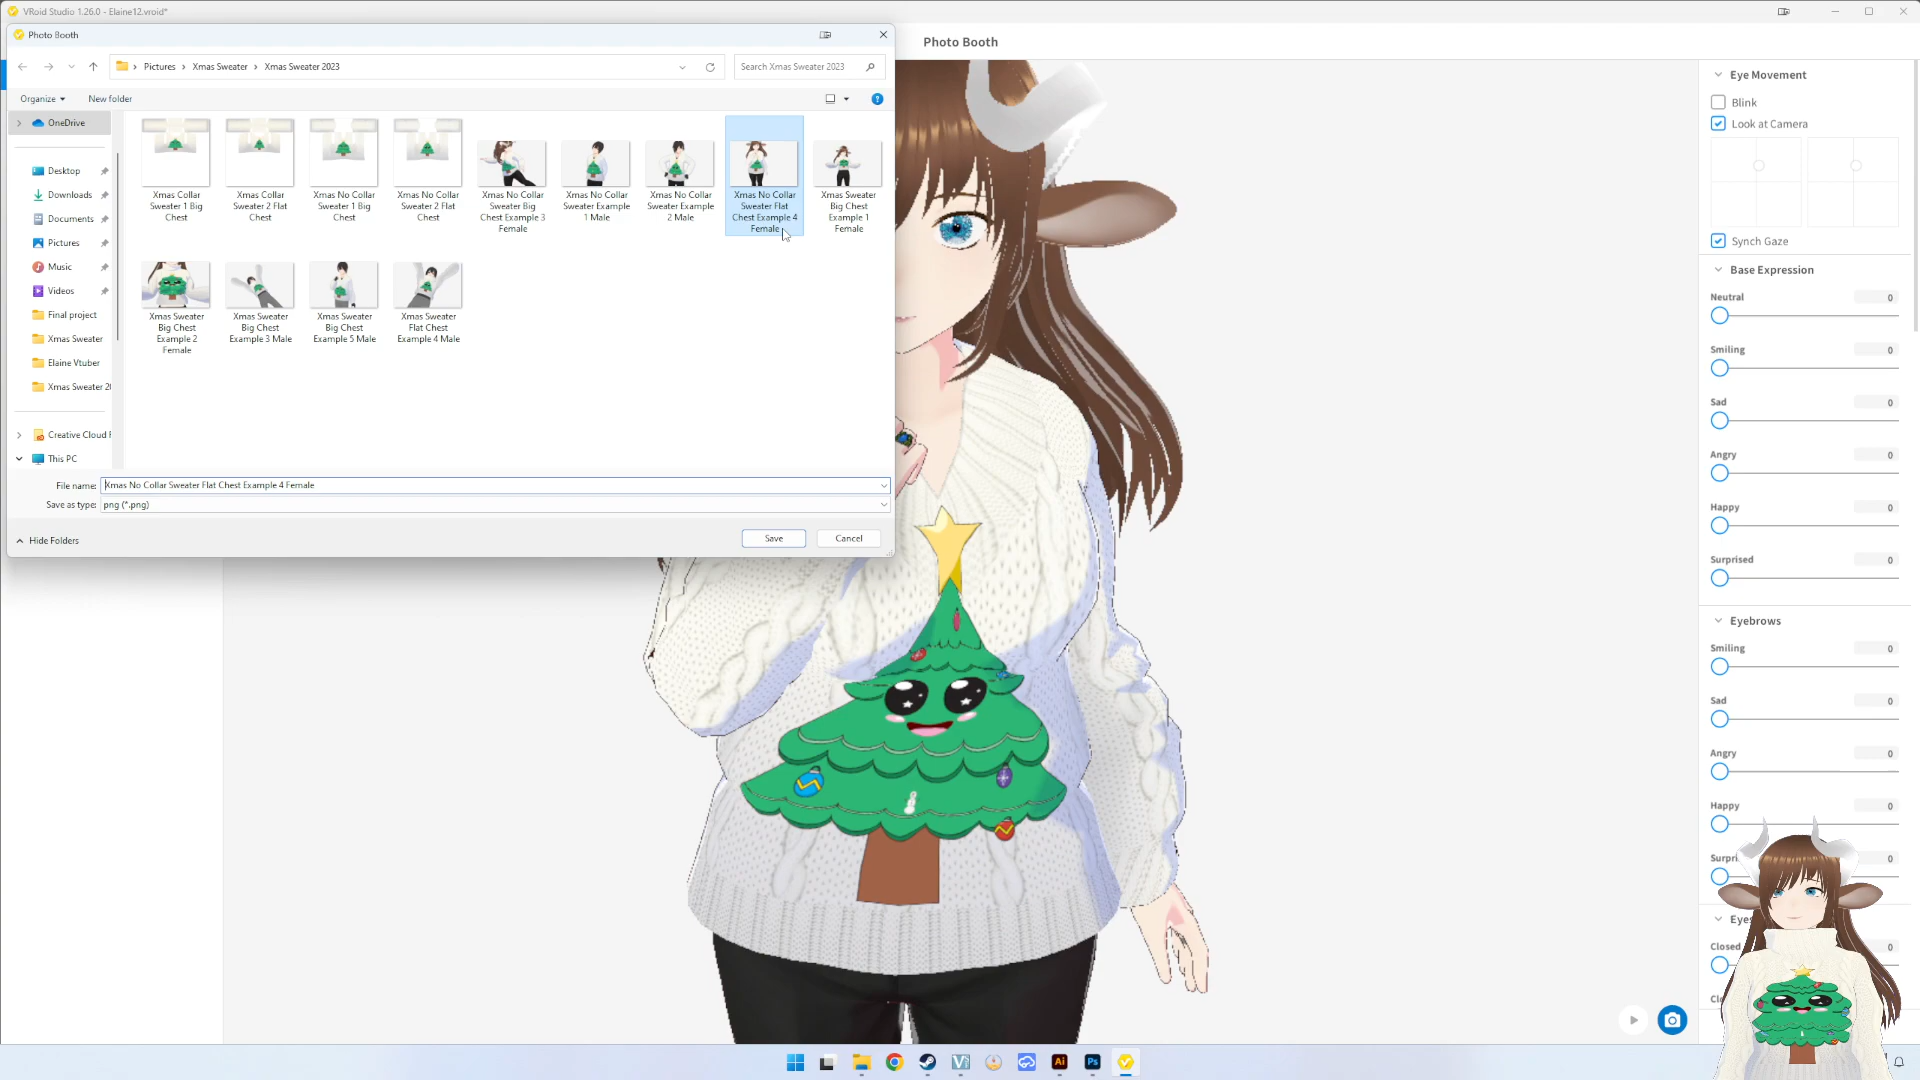 VRoid Studio 1.26.0 - Elaine12.vroid*
Photo Booth
Photo Booth
Pictures
Xmas Sweater
Xmas Sweater 2023
Search Xmas Sweater 2023
Organize
New folder
OneDrive
Desktop
Downloads
Documents
Pictures
Music
Videos
Final project
Xmas Sweater
Elaine Vtuber
Xmas Sweater 20
Creative Cloud F
This PC
Xmas Collar
Sweater 1 Big
Chest
Xmas Collar
Sweater 2 Flat
Chest
Xmas No Collar
Sweater 1 Big
Chest
Xmas No Collar
Sweater 2 Flat
Chest
Xmas No Collar
Sweater Big
Chest Example 3
Female
Xmas No Collar
Sweater Example
1 Male
Xmas No Collar
Sweater Example
2 Male
Xmas No Collar
Sweater Flat
Chest Example 4
Female
Xmas Sweater
Big Chest
Example 1
Female
Xmas Sweater
Big Chest
Example 2
Female
Xmas Sweater
Big Chest
Example 3 Male
Xmas Sweater
Big Chest
Example 5 Male
Xmas Sweater
Flat Chest
Example 4 Male
File name: Xmas No Collar Sweater Flat Chest Example 4 Female
Save as type: png (*.png)
Hide Folders
Save
Cancel
Eye Movement
Blink
Look at Camera
Synch Gaze
Base Expression
Neutral 0
Smiling 0
Sad 0
Angry 0
Happy 0
Surprised 0
Eyebrows
Smiling 0
Sad 0
Angry 0
Happy 0
Surpri 0
Eyes
Closed 0
Ai
Ps